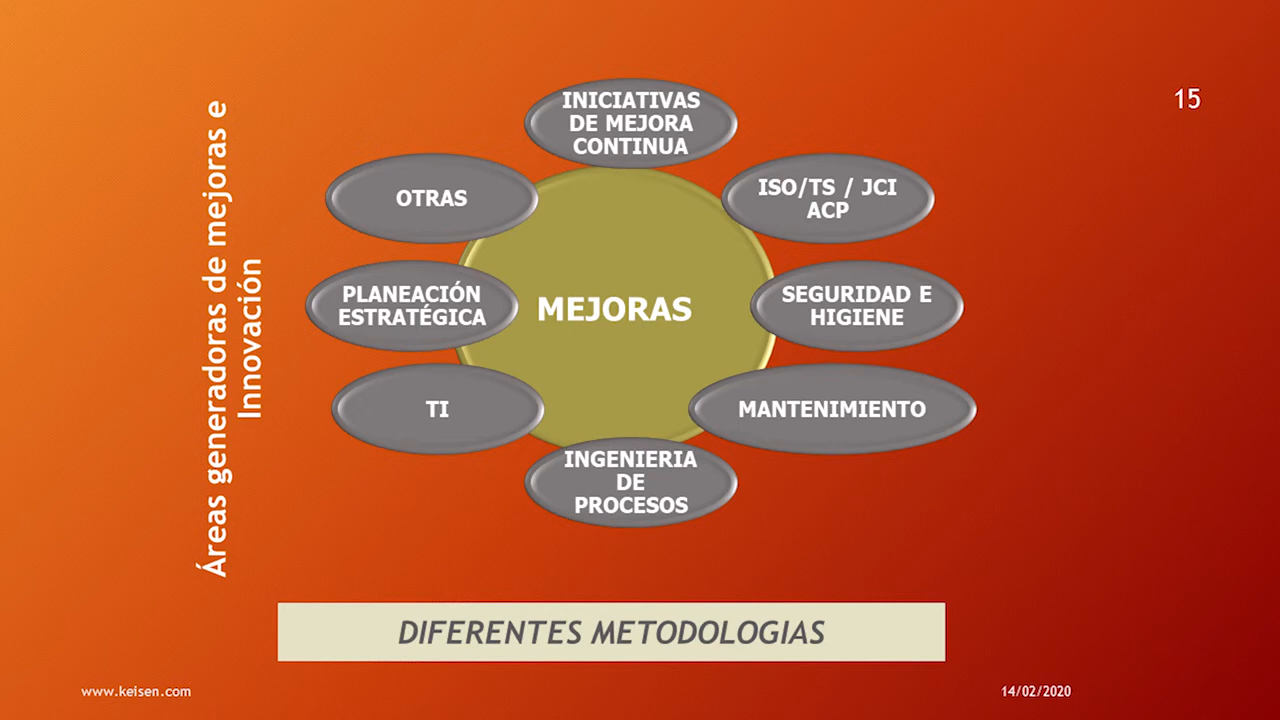 15
Áreas generadoras de mejoras e
Innovación
INICIATIVAS
DE MEJORA
CONTINUA
ISO/TS / JCI
ACP
SEGURIDAD E
HIGIENE
MANTENIMIENTO
INGENIERIA
DE
PROCESOS
TI
PLANEACIÓN
ESTRATÉGICA
OTRAS
MEJORAS
DIFERENTES METODOLOGIAS
www.keisen.com
14/02/2020